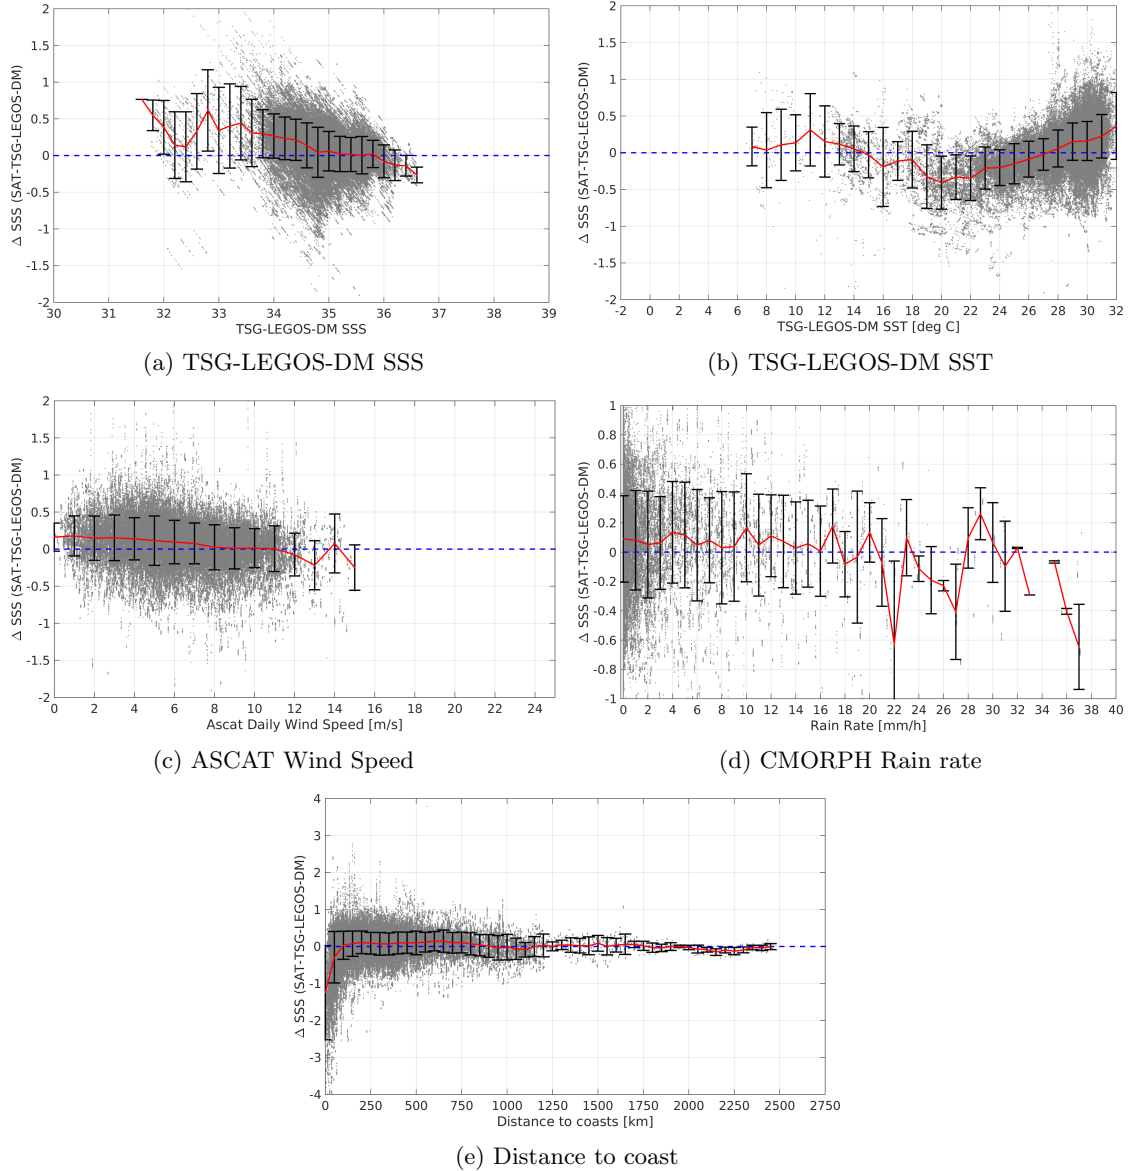 2
1.5
1
0.5
0
-0.5
-1
-1.5
-2
Δ SSS (SAT-TSG-LEGOS-DM)
30 31 32 33 34 35 36 37 38 39
TSG-LEGOS-DM SSS
(a) TSG-LEGOS-DM SSS
2
1.5
1
0.5
0
-0.5
-1
-1.5
-2
Δ SSS (SAT-TSG-LEGOS-DM)
-2 0 2 4 6 8 10 12 14 16 18 20 22 24 26 28 30 32
TSG-LEGOS-DM SST [deg C]
(b) TSG-LEGOS-DM SST
2
1.5
1
0.5
0
-0.5
-1
-1.5
-2
Δ SSS (SAT-TSG-LEGOS-DM)
0 2 4 6 8 10 12 14 16 18 20 22 24
Ascat Daily Wind Speed [m/s]
(c) ASCAT Wind Speed
1
0.8
0.6
0.4
0.2
0
-0.2
-0.4
-0.6
-0.8
-1
Δ SSS (SAT-TSG-LEGOS-DM)
0 2 4 6 8 10 12 14 16 18 20 22 24 26 28 30 32 34 36 38 40
Rain Rate [mm/h]
(d) CMORPH Rain rate
4
3
2
1
0
-1
-2
-3
-4
Δ SSS (SAT-TSG-LEGOS-DM)
0 250 500 750 1000 1250 1500 1750 2000 2250 2500 2750
Distance to coasts [km]
(e) Distance to coast